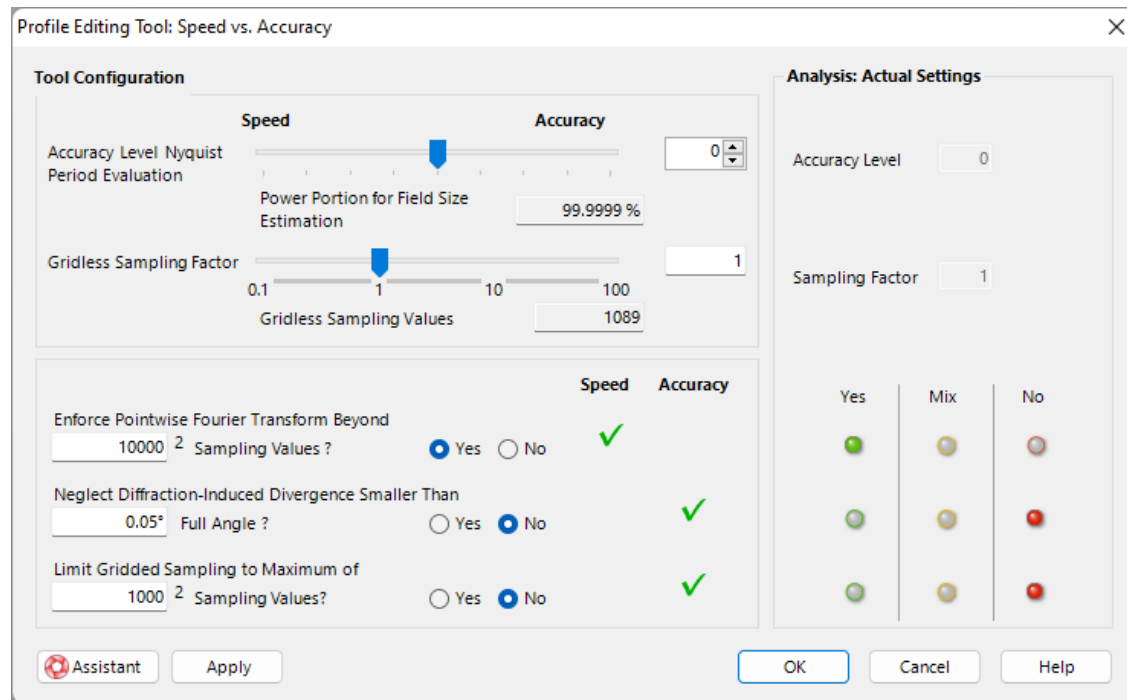 Profile Editing Tool: Speed vs. Accuracy
Tool Configuration
Speed Accuracy
Accuracy Level Nyquist
Period Evaluation
0
Power Portion for Field Size
Estimation
99.9999 %
Gridless Sampling Factor
1
0.1 1 10 100
Gridless Sampling Values 1089
Speed Accuracy
Enforce Pointwise Fourier Transform Beyond
10000 2 Sampling Values ? Yes No
Neglect Diffraction-Induced Divergence Smaller Than
0.05° Full Angle ? Yes No
Limit Gridded Sampling to Maximum of
1000 2 Sampling Values? Yes No
Analysis: Actual Settings
Accuracy Level 0
Sampling Factor 1
Yes Mix No
Assistant Apply OK Cancel Help